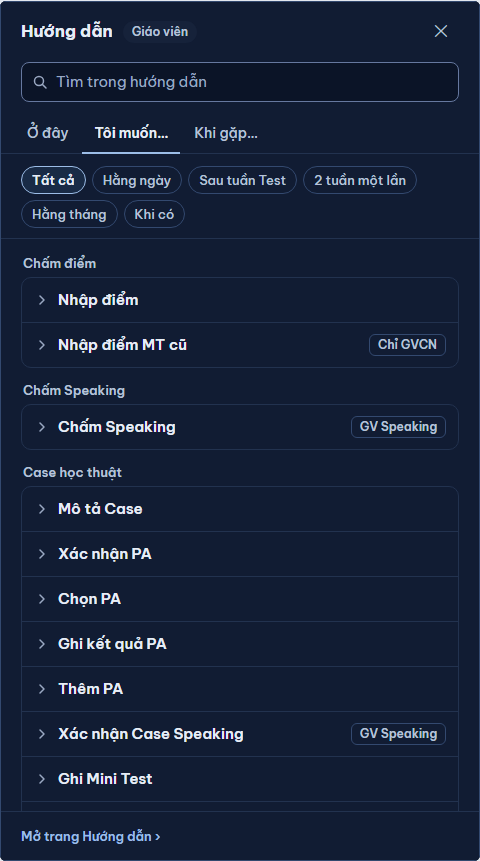 Hướng dẫn Giáo viên
Tìm trong hướng dẫn
Ở đây Tôi muốn... Khi gặp...
Tất cả Hằng ngày Sau tuần Test 2 tuần một lần
Hằng tháng Khi có
Chấm điểm
Nhập điểm
Nhập điểm MT cũ Chỉ GVCN
Chấm Speaking
Chấm Speaking GV Speaking
Case học thuật
Mô tả Case
Xác nhận PA
Chọn PA
Ghi kết quả PA
Thêm PA
Xác nhận Case Speaking GV Speaking
Ghi Mini Test
Mở trang Hướng dẫn ›